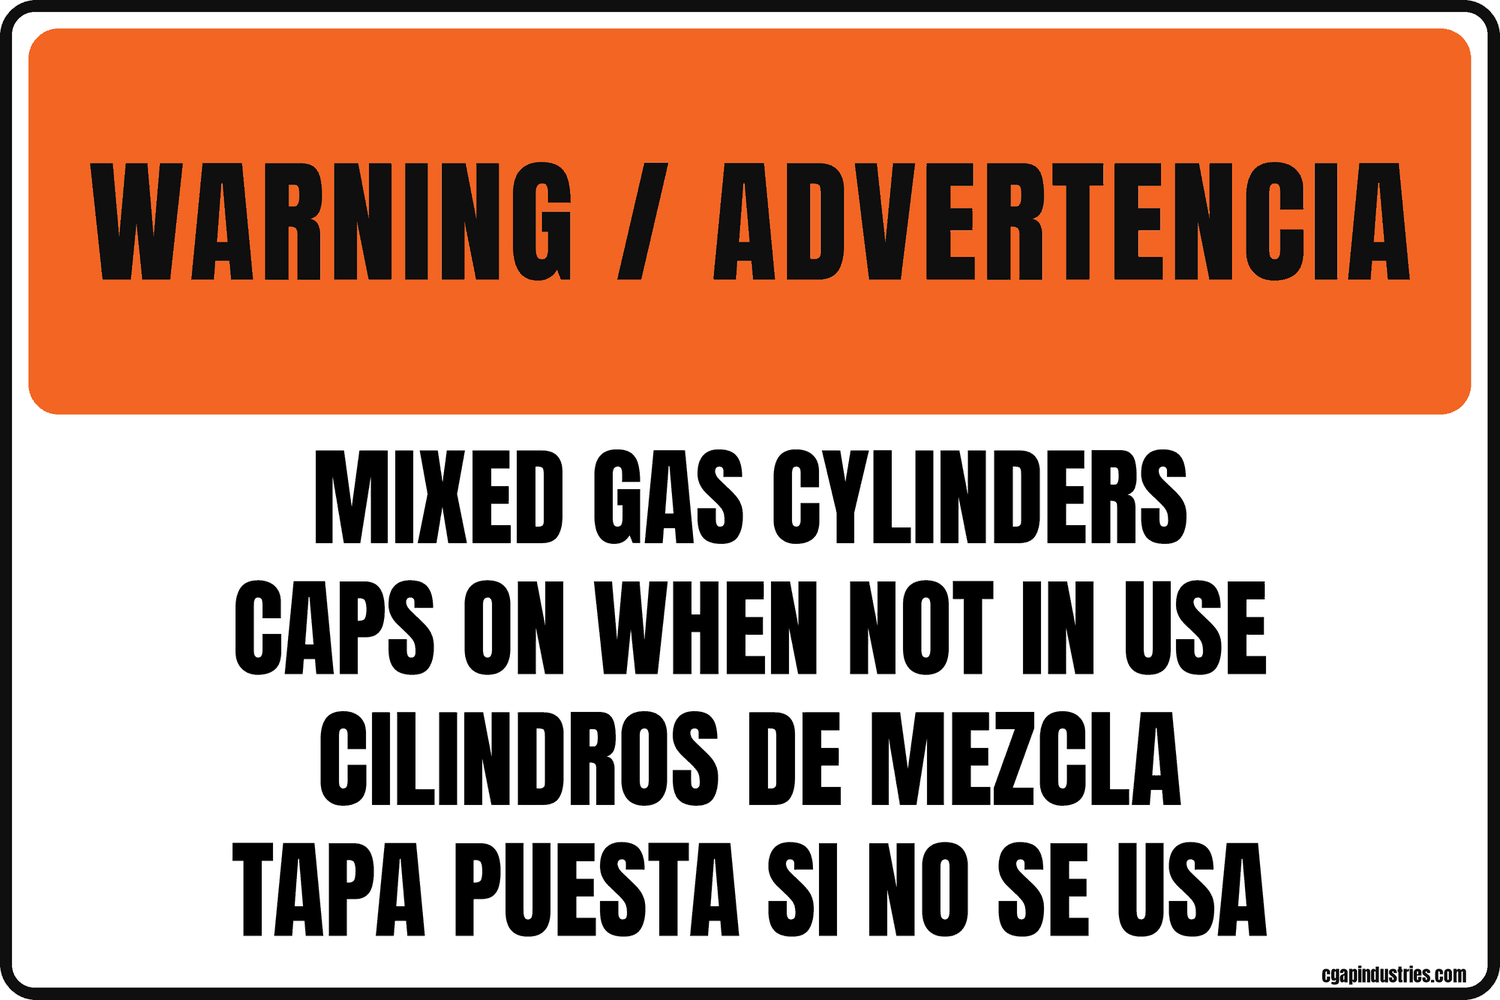 WARNING / ADVERTENCIA
MIXED GAS CYLINDERS
CAPS ON WHEN NOT IN USE
CILINDROS DE MEZCLA
TAPA PUESTA SI NO SE USA
cgapindustries.com